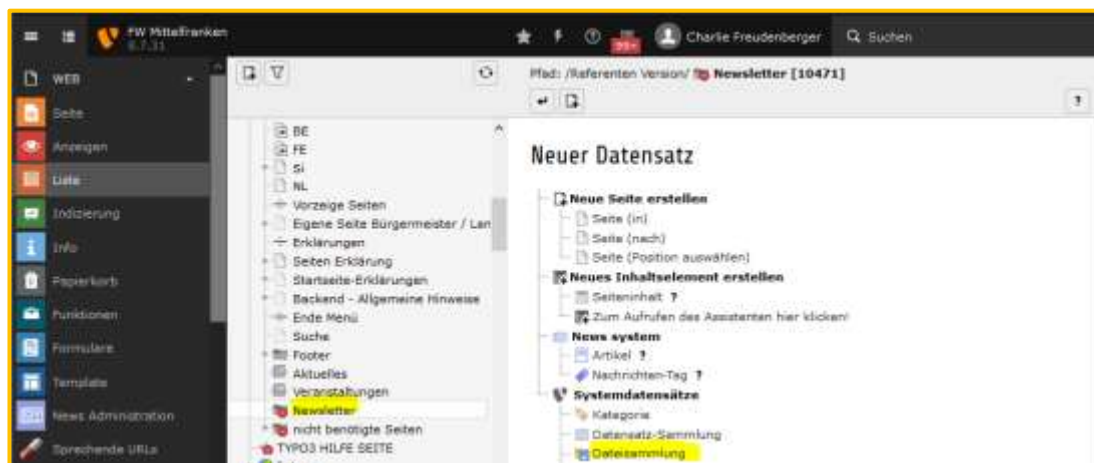 FW Mittelfranken
8.7.31
99+
Charlie Freudenberger
Suchen
WEB
Seite
Anzeigen
Liste
Indizierung
Info
Papierkorb
Funktionen
Formulare
Template
News Administration
Sprechende URLs
BE
FE
Si
NL
Vorzeige Seiten
Eigene Seite Bürgermeister / Lan
Erklärungen
Seiten Erklärung
Startseite-Erklärungen
Backend - Allgemeine Hinweise
Ende Menü
Suche
Footer
Aktuelles
Veranstaltungen
Newsletter
nicht benötigte Seiten
TYPO3 HILFE SEITE
Pfad: /Referenten Version/ Newsletter [10471]
?
Neuer Datensatz
Neue Seite erstellen
Seite (in)
Seite (nach)
Seite (Position auswählen)
Neues Inhaltselement erstellen
Seiteninhalt ?
Zum Aufrufen des Assistenten hier klicken!
News system
Artikel ?
Nachrichten-Tag ?
Systemdatensätze
Kategorie
Datensatz-Sammlung
Dateisammlung